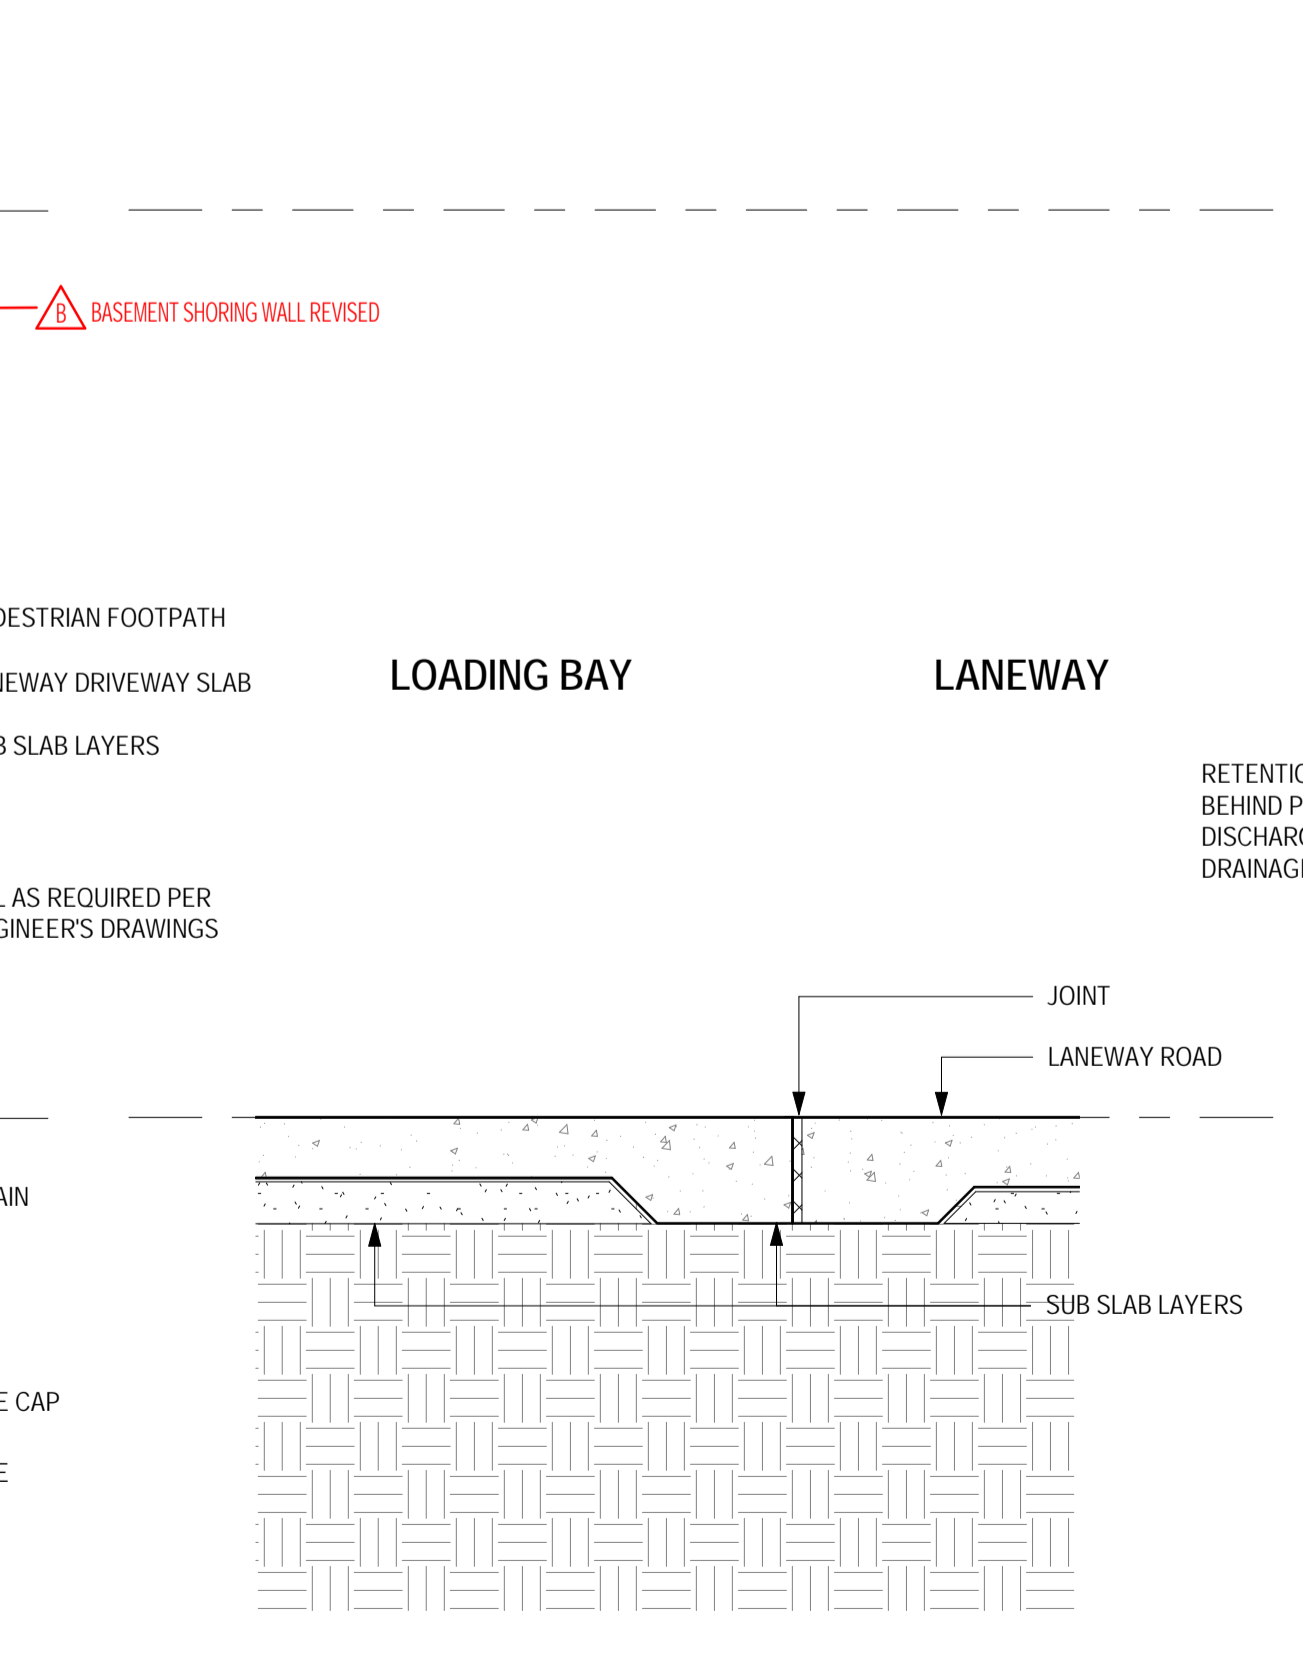 B BASEMENT SHORING WALL REVISED
DESTRIAN FOOTPATH
NEWAY DRIVEWAY SLAB
B SLAB LAYERS
LOADING BAY
LANEWAY
RETENTIO
BEHIND P
DISCHARG
DRAINAGE
L AS REQUIRED PER
GINEER'S DRAWINGS
JOINT
LANEWAY ROAD
AIN
SUB SLAB LAYERS
E CAP
E